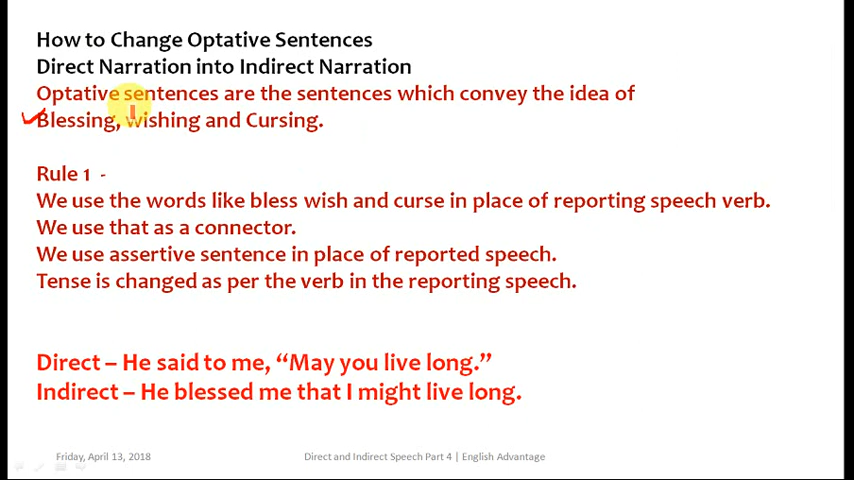 How to Change Optative Sentences
Direct Narration into Indirect Narration
Optative sentences are the sentences which convey the idea of
Blessing, wishing and Cursing.
Rule 1 -
We use the words like bless wish and curse in place of reporting speech verb.
We use that as a connector.
We use assertive sentence in place of reported speech.
Tense is changed as per the verb in the reporting speech.
Direct – He said to me, “May you live long.”
Indirect – He blessed me that I might live long.
Friday, April 13, 2018
Direct and Indirect Speech Part 4 | English Advantage